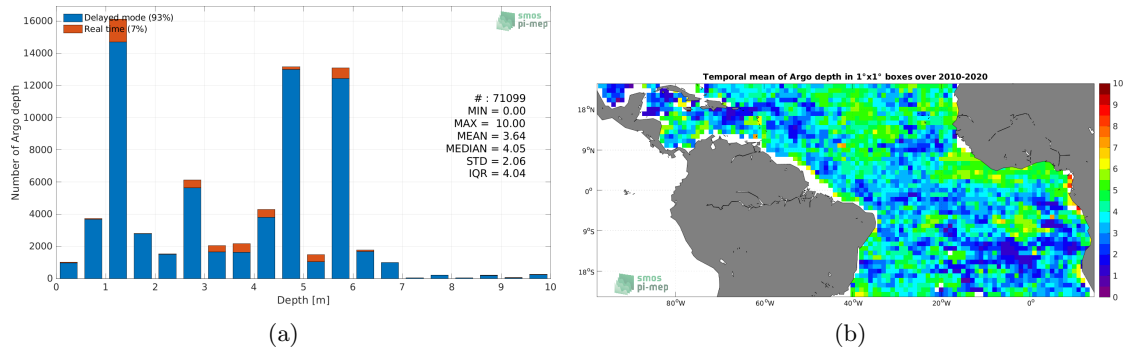 Delayed mode (93%)
Real time (7%)
smos
pi-mep
16000
14000
12000
10000
8000
6000
4000
2000
0
Number of Argo depth
# : 71099
MIN = 0.00
MAX = 10.00
MEAN = 3.64
MEDIAN = 4.05
STD = 2.06
IQR = 4.04
0 1 2 3 4 5 6 7 8 9 10
Depth [m]
(a)
Temporal mean of Argo depth in 1°x1° boxes over 2010-2020
18°N
9°N
0°
9°S
18°S
smos
pi-mep
80°W 60°W 40°W 20°W 0°
10
9
8
7
6
5
4
3
2
1
0
(b)